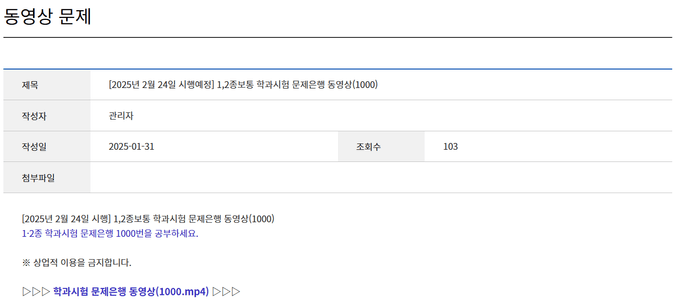 동영상 문제
제목 [2025년 2월 24일 시행예정] 1,2종보통 학과시험 문제은행 동영상(1000)
작성자 관리자
작성일 2025-01-31 조회수 103
첨부파일
[2025년 2월 24일 시행] 1,2종보통 학과시험 문제은행 동영상(1000)
1·2종 학과시험 문제은행 1000번을 공부하세요.
※ 상업적 이용을 금지합니다.
▷▷▷ 학과시험 문제은행 동영상(1000.mp4) ▷▷▷